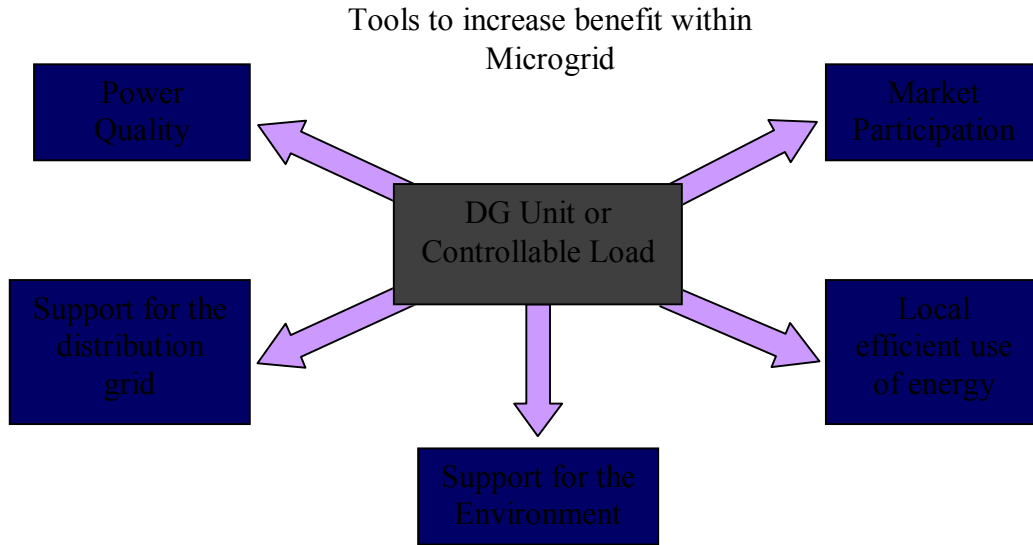 Tools to increase benefit within
Microgrid
Power
Quality
Market
Participation
DG Unit or
Controllable Load
Support for the
distribution
grid
Local
efficient use
of energy
Support for the
Environment